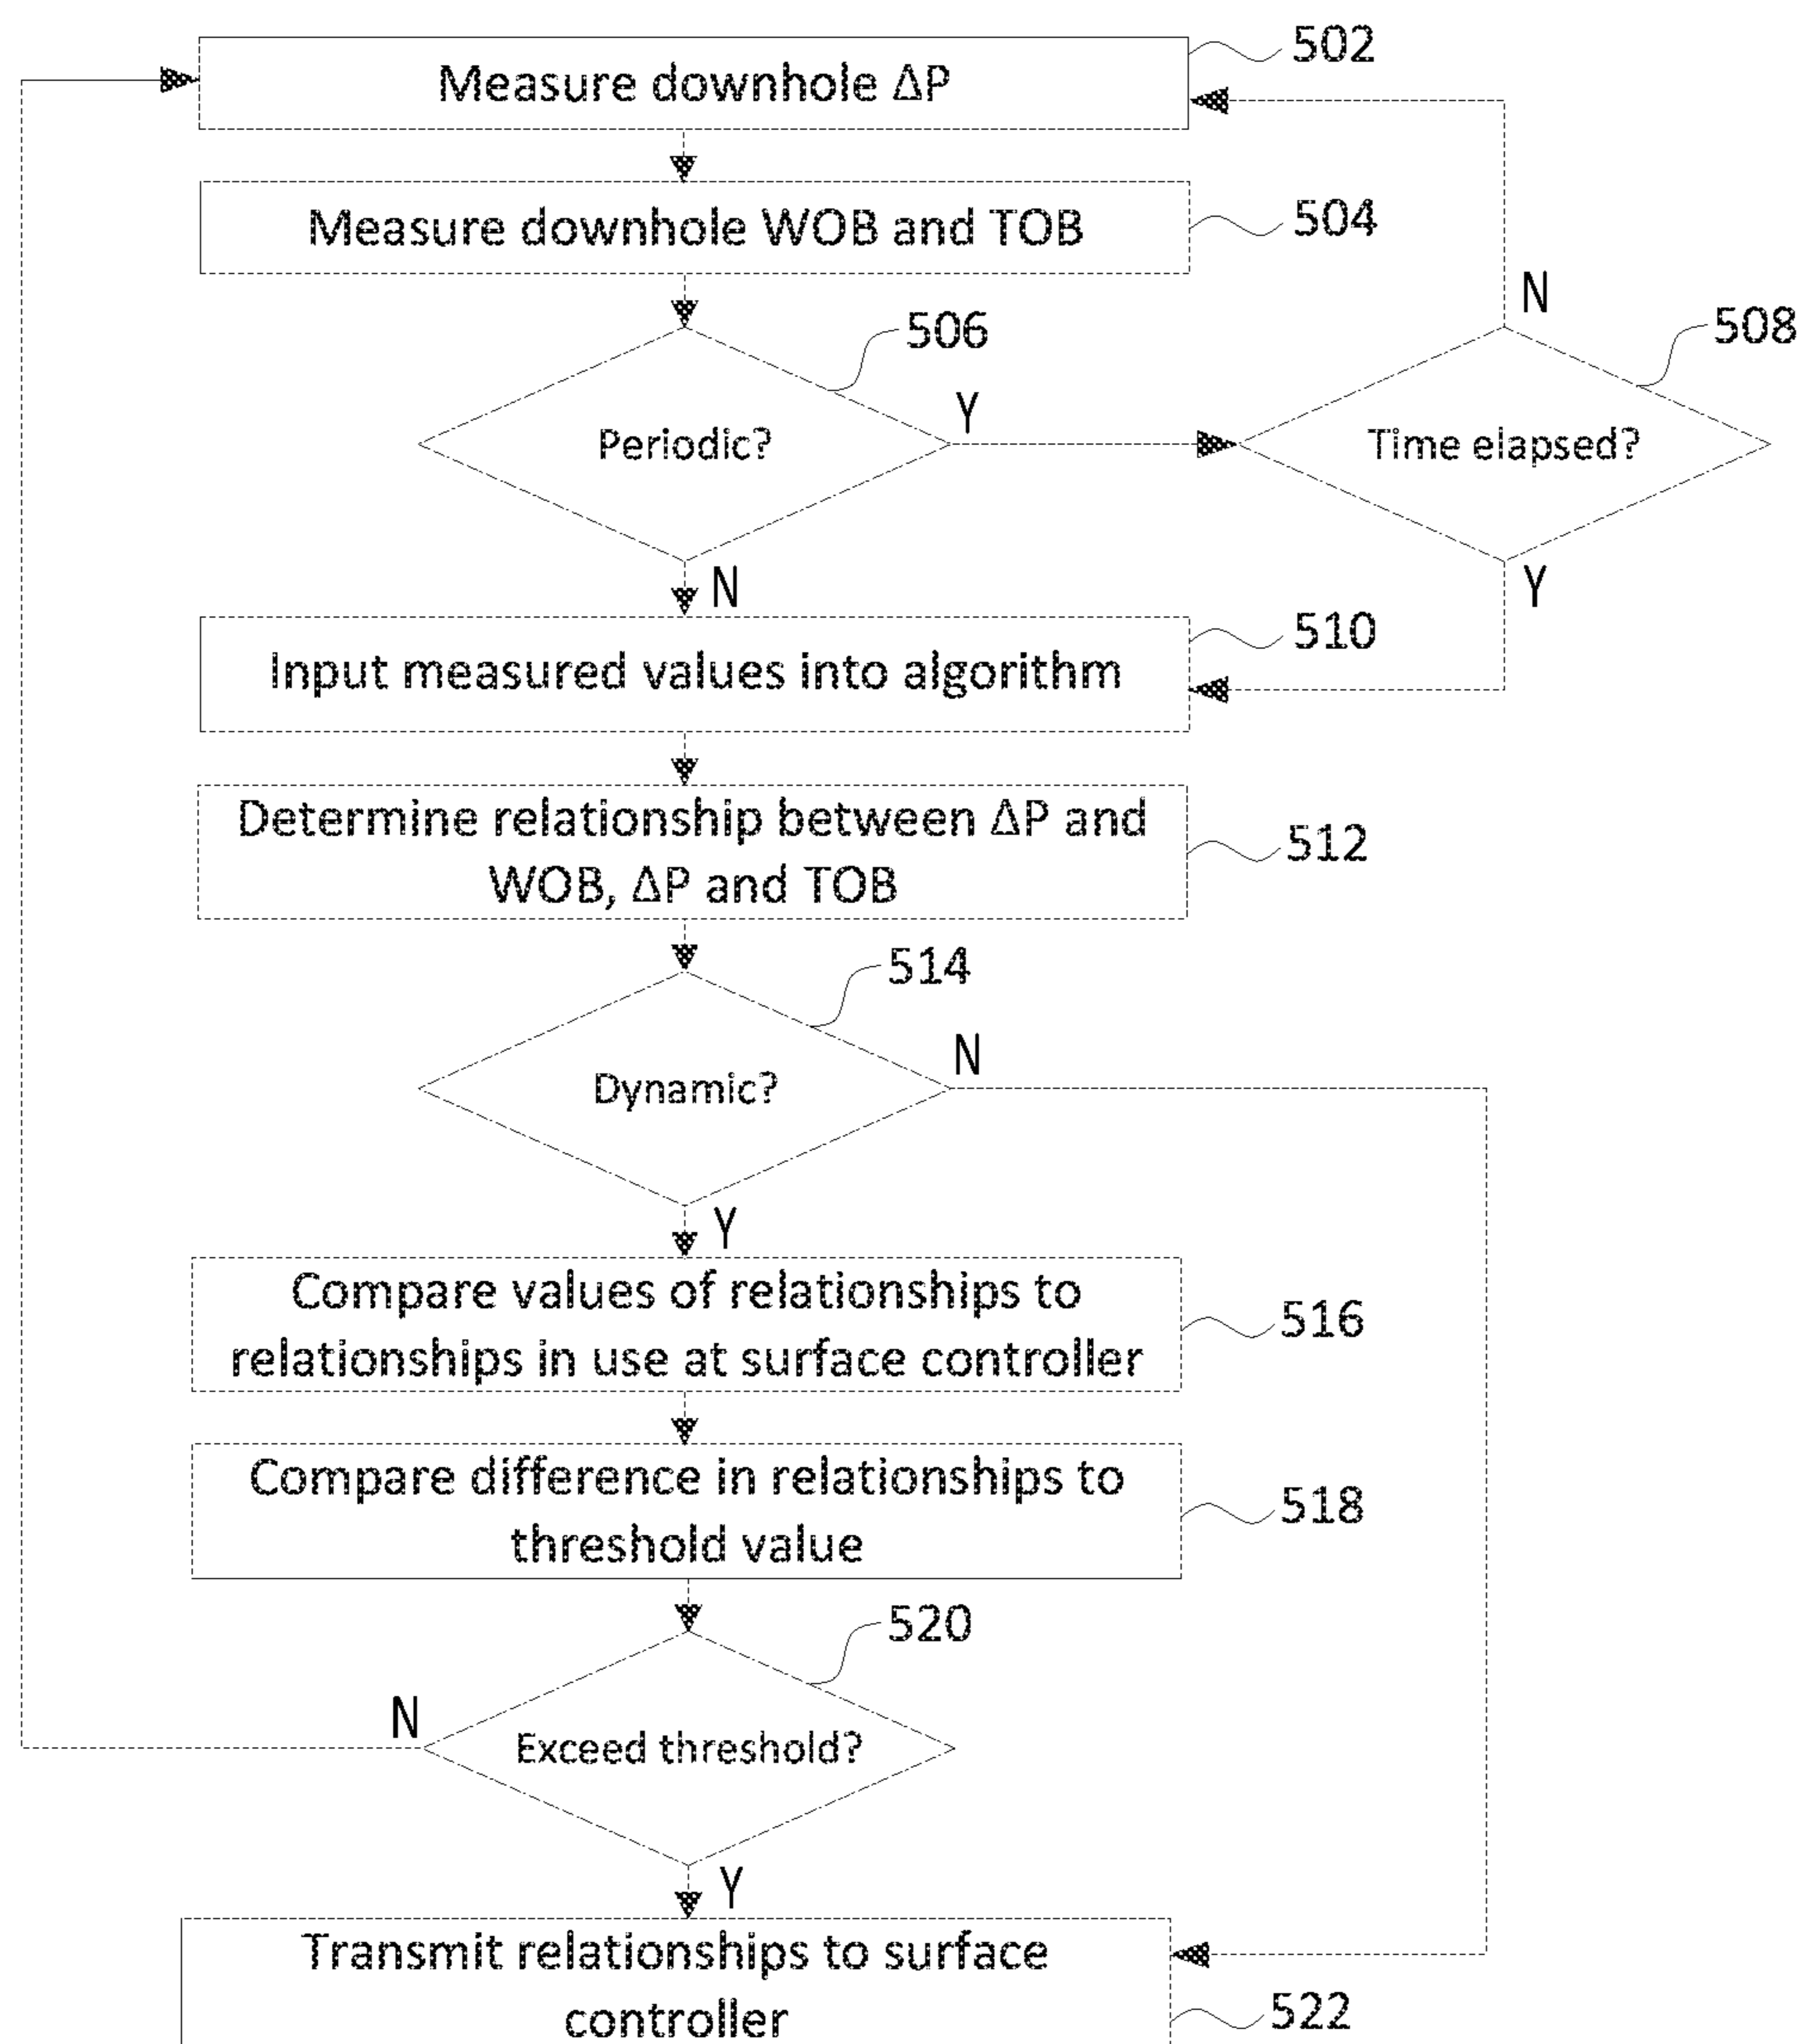 Measure downhole ΔP
502
Measure downhole WOB and TOB
504
N
506
508
Periodic?
Y
Time elapsed?
N
Y
Input measured values into algorithm
510
Determine relationship between ΔP and
WOB, ΔP and TOB
512
514
Dynamic?
N
Y
Compare values of relationships to
relationships in use at surface controller
516
Compare difference in relationships to
threshold value
518
520
N
Exceed threshold?
Y
Transmit relationships to surface
controller
522